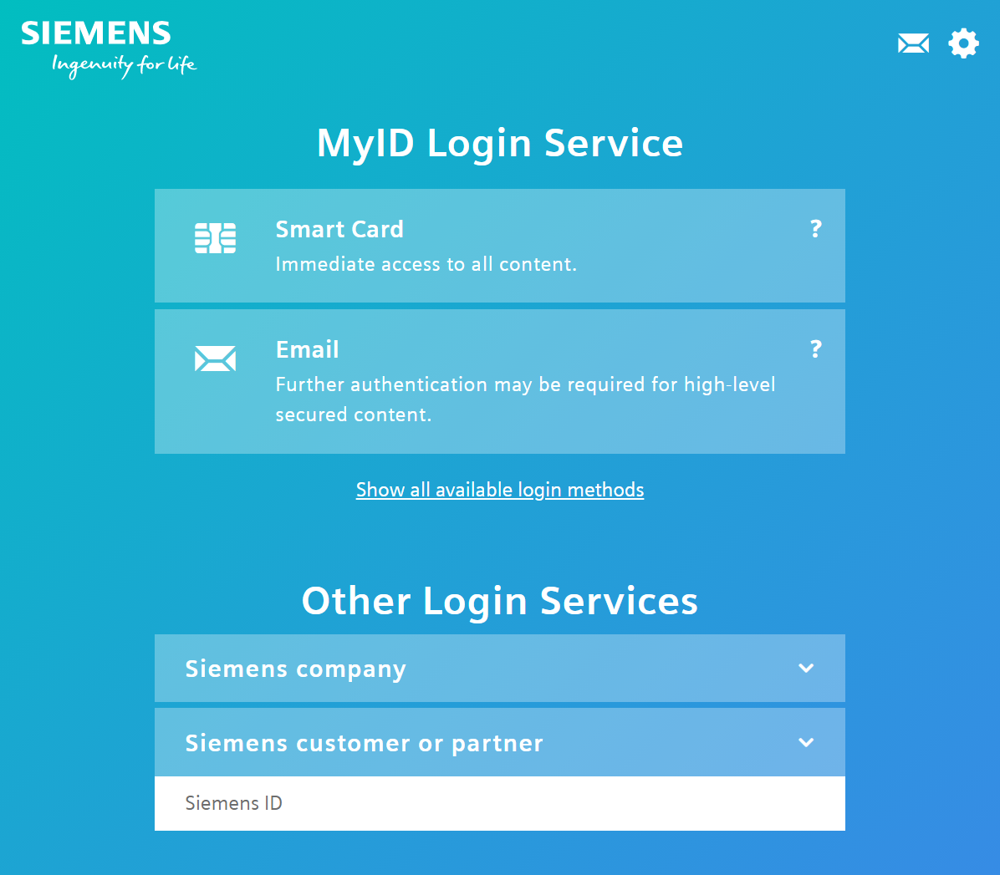 SIEMENS
Ingenuity for life
MyID Login Service
Smart Card
?
Immediate access to all content.
Email
?
Further authentication may be required for high-level
secured content.
Show all available login methods
Other Login Services
Siemens company
Siemens customer or partner
Siemens ID